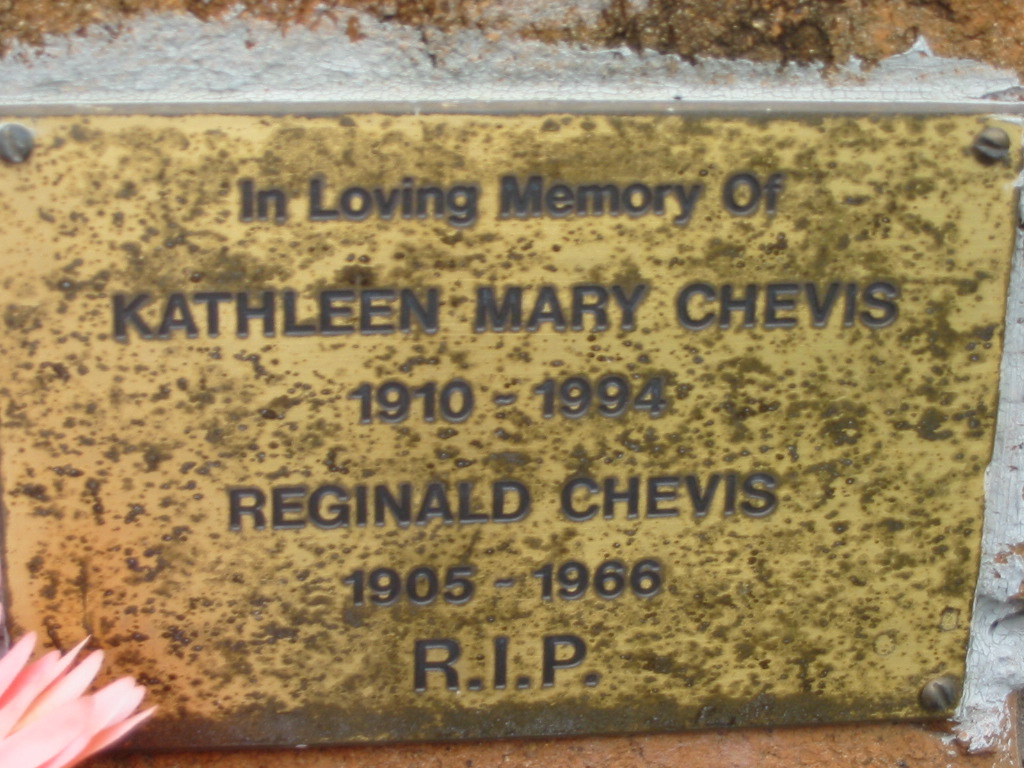 In Loving Memory Of
KATHLEEN MARY CHEVIS
1910 - 1994
REGINALD CHEVIS
1905 - 1966
R.I.P.